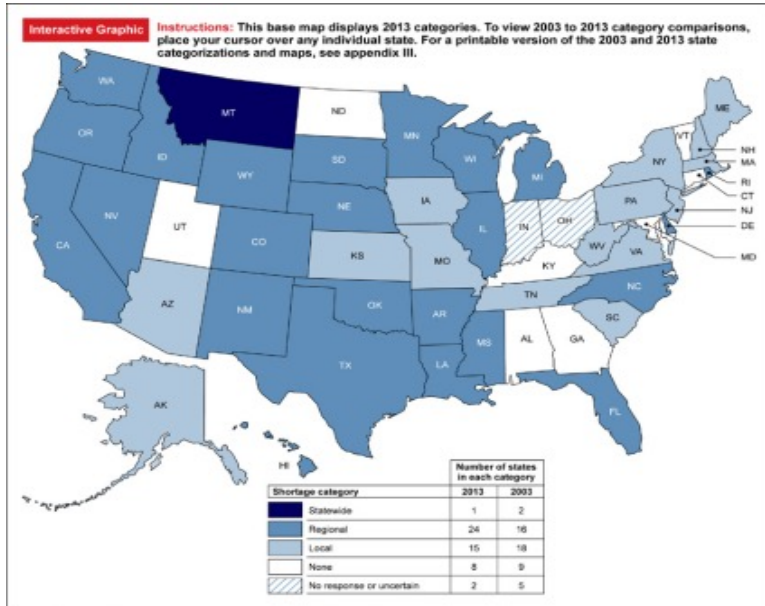 Interactive Graphic
Instructions: This base map displays 2013 categories. To view 2003 to 2013 category comparisons,
place your cursor over any individual state. For a printable version of the 2003 and 2013 state
categorizations and maps, see appendix III.
WA
MT
ND
MN
ME
VT
OR
ID
SD
WI
NY
NH
MA
WY
MI
RI
CT
NV
NE
IA
PA
NJ
IL
IN
OH
DE
CA
UT
CO
KS
MO
WV
VA
MD
KY
AZ
NM
OK
AR
TN
NC
SC
MS
AL
GA
TX
LA
AK
FL
HI
Number of states
in each category
Shortage category 2013 2003
Statewide 1 2
Regional 24 16
Local 15 18
None 8 9
No response or uncertain 2 5